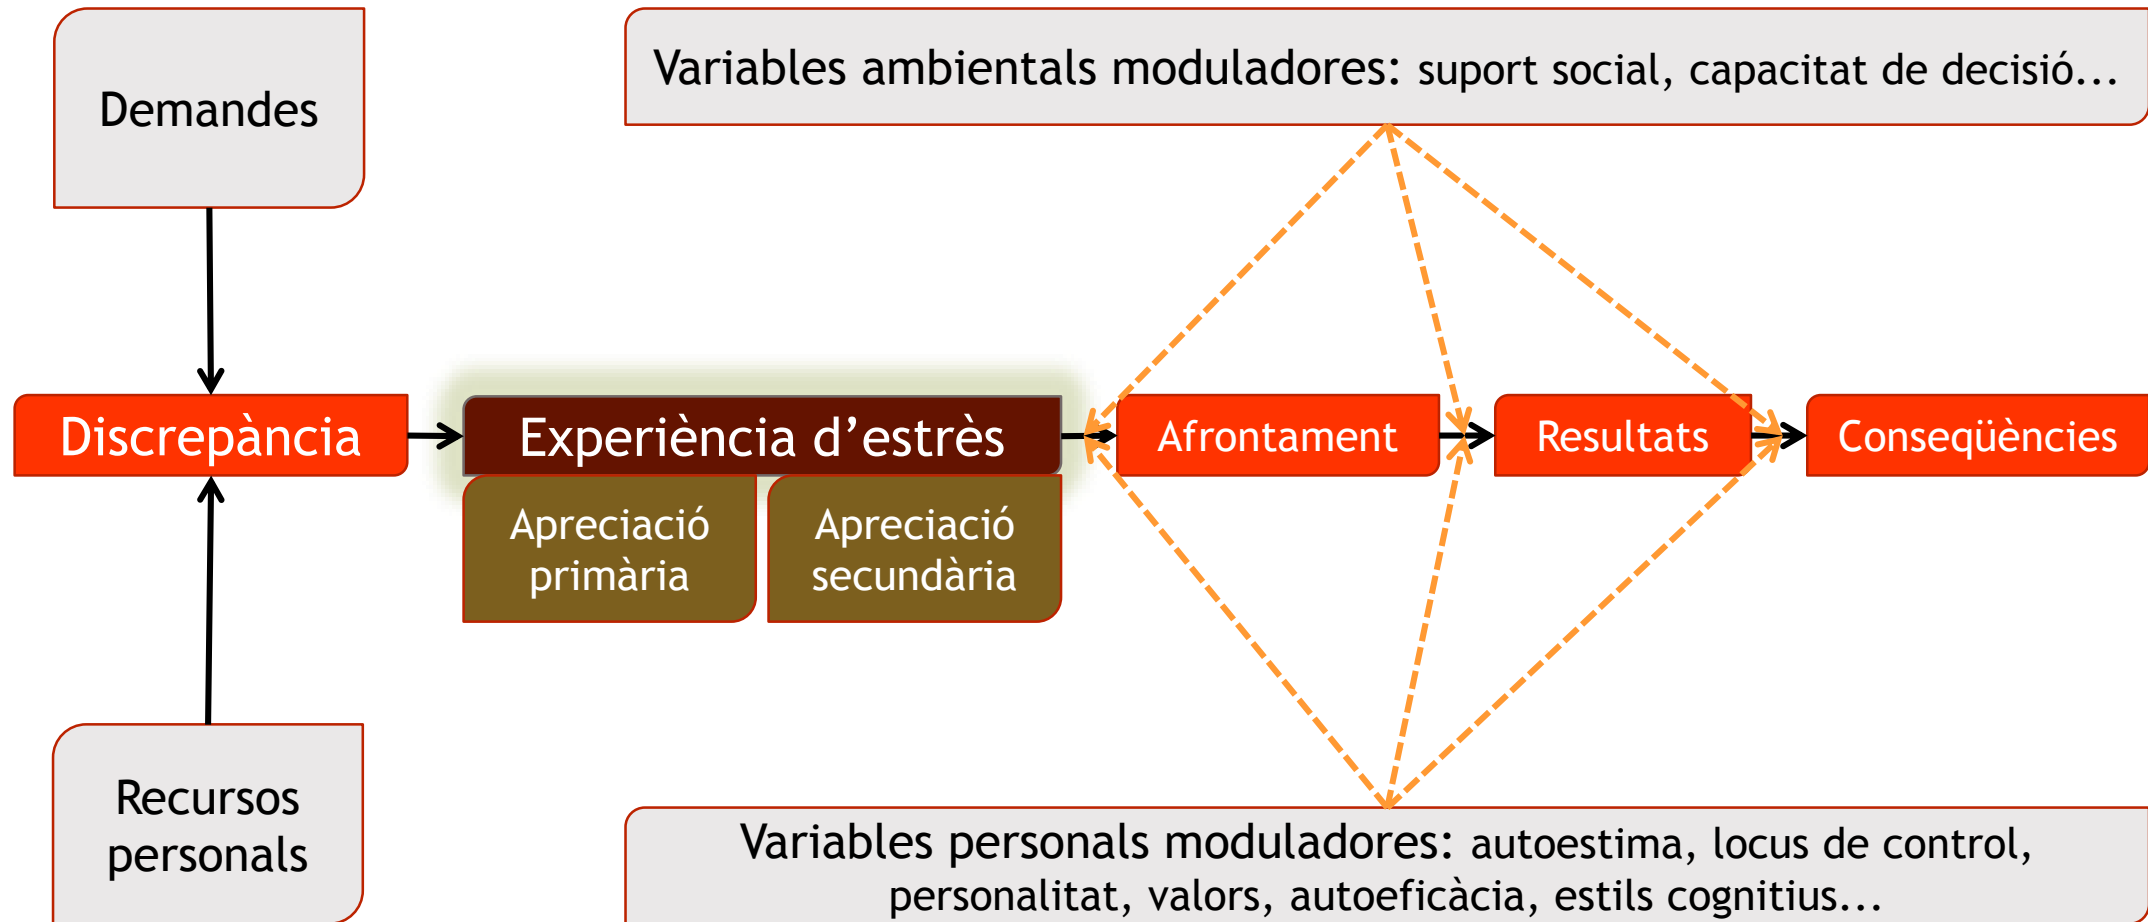 Demandes
Variables ambientals moduladores: suport social, capacitat de decisió...
Discrepància
Experiència d’estrès
Afrontament
Resultats
Conseqüències
Apreciació
primària
Apreciació
secundària
Recursos
personals
Variables personals moduladores: autoestima, locus de control,
personalitat, valors, autoeficàcia, estils cognitius...